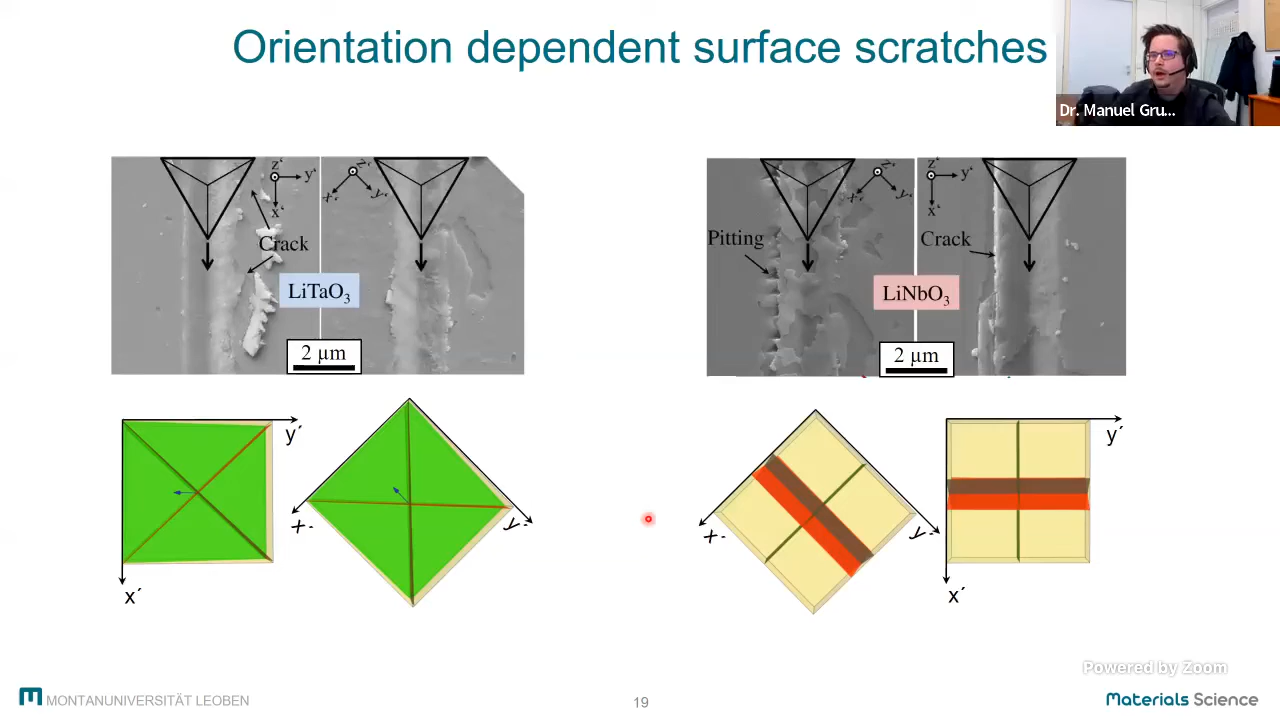 Orientation dependent surface scratches
Dr. Manuel Gru...
z‘
y‘
x‘
Crack
LiTaO3
2 µm
z‘
x‘
y‘
Pitting
LiNbO3
2 µm
z‘
x‘
y‘
Crack
z‘
y‘
x‘
y´
x´
x´
y´
x´
y´
y´
x´
Powered by Zoom
MONTANUNIVERSITÄT LEOBEN
19
Materials Science